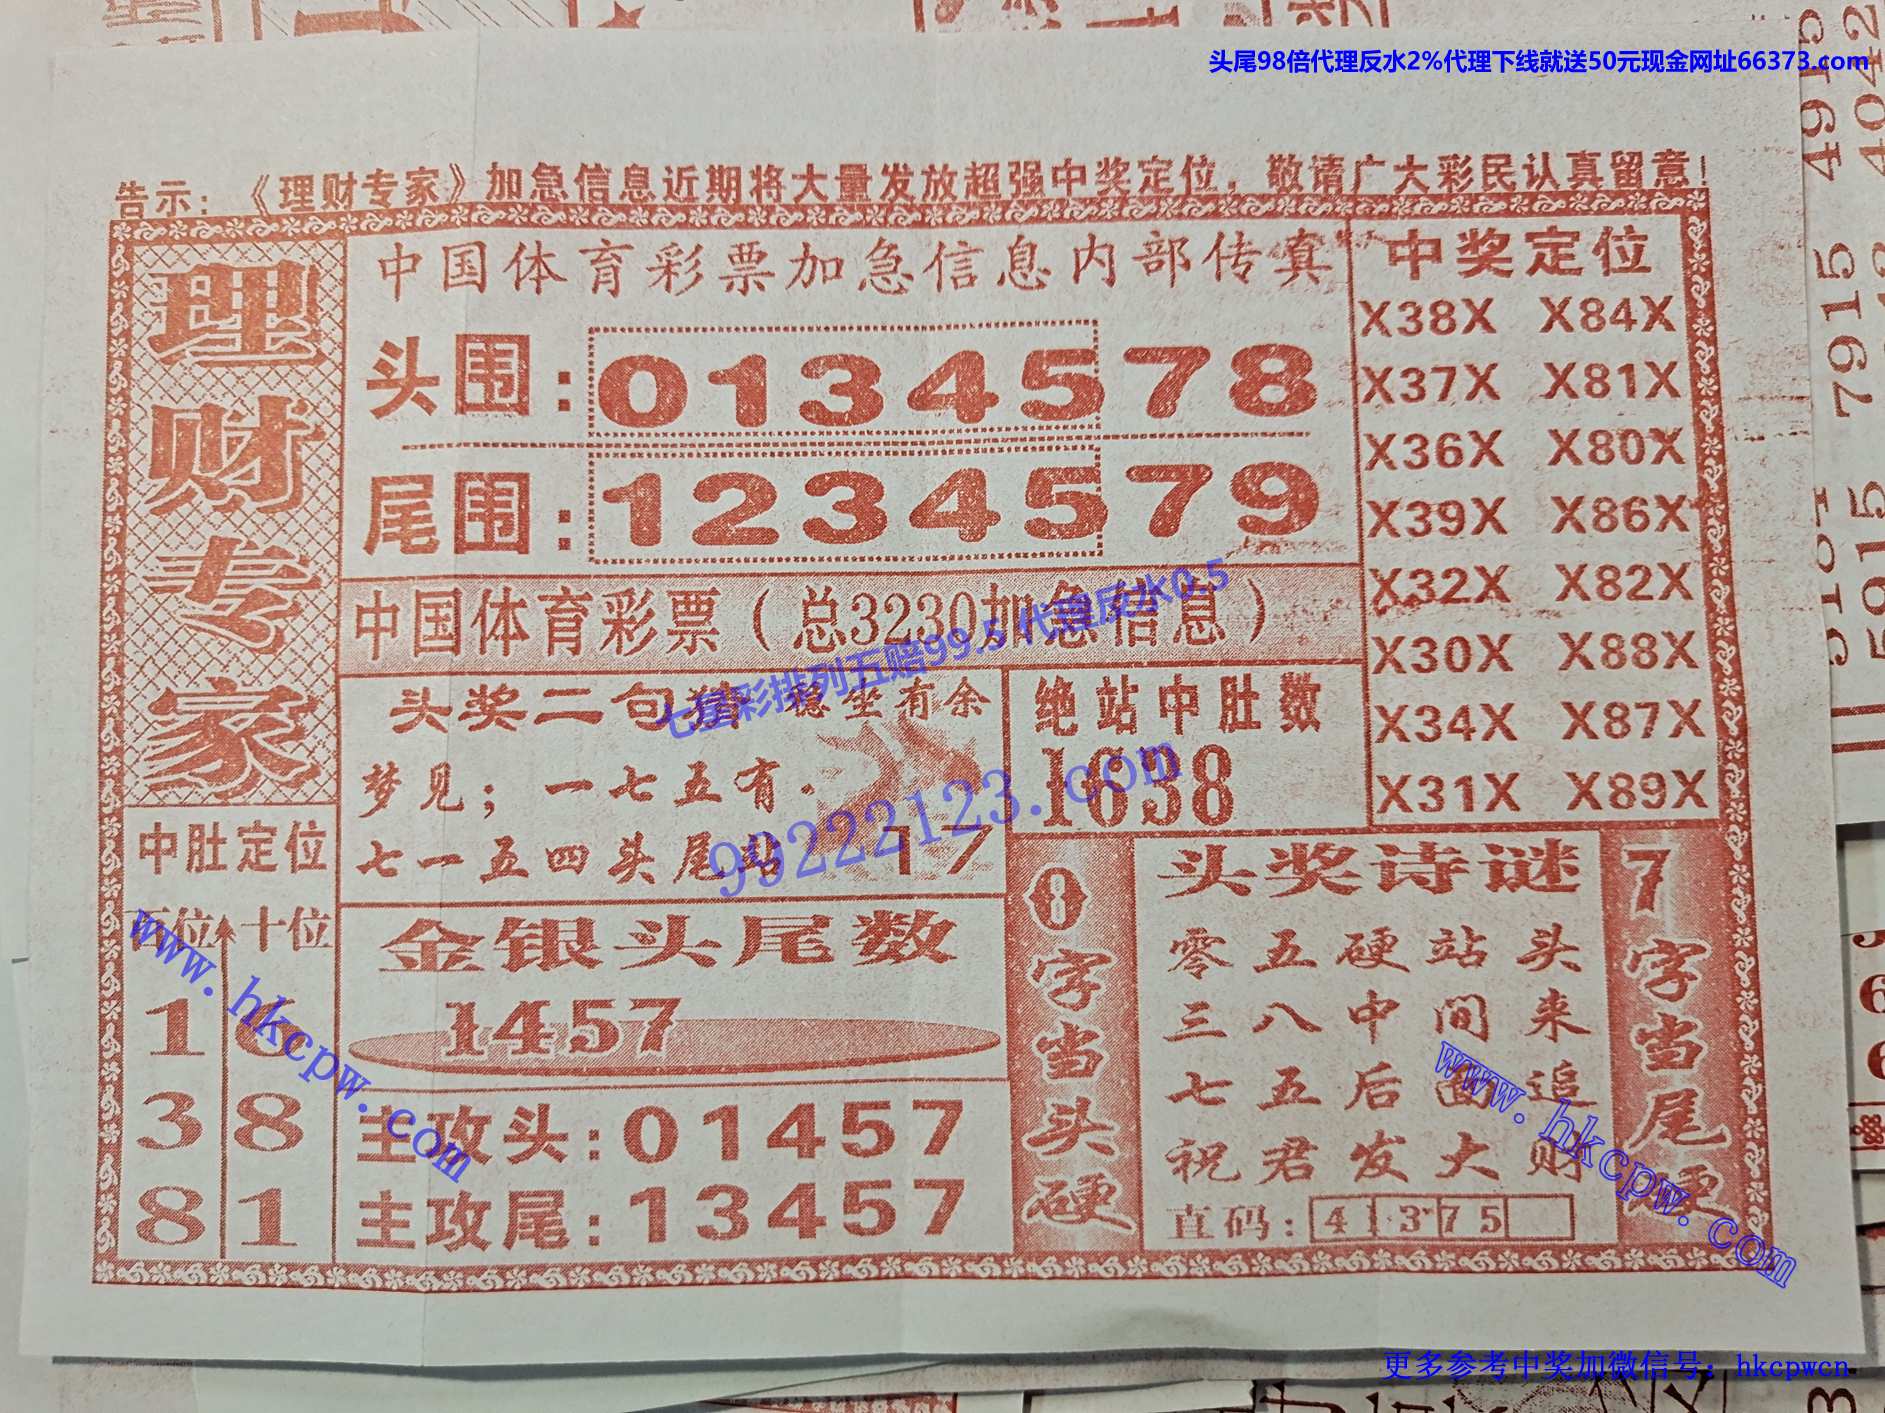 头尾98倍代理反水2%代理下线就送50元现金网址66373.com
告示：《理财专家》加急信息近期将大量发放超强中奖定位，敬请广大彩民认真留意！
理财专家
中国体育彩票加急信息内部传真
头围：0134578
尾围：1234579
中奖定位
X38X X84X
X37X X81X
X36X X80X
X39X X86X
X32X X82X
X30X X88X
X34X X87X
X31X X89X
中国体育彩票（总3230加急信息）
七星彩排列五赔99.5 代理反水0.5
头奖二句猜 稳坐有余
梦见；一七五有.
七一五四头尾站 17
99222123.com
绝站中肚数
1638
中肚定位
百位 十位
1 6
3 8
8 1
www.hkcpw.com
金银头尾数
1457
主攻头：01457
主攻尾：13457
0字当头硬
头奖诗谜
零五硬站头
三八中间来
七五后面追
祝君发大财
直码：41375
7字当尾硬
www.hkcpw.com
更多参考中奖加微信号：hkcpwcn
4915
4042
7915
5915